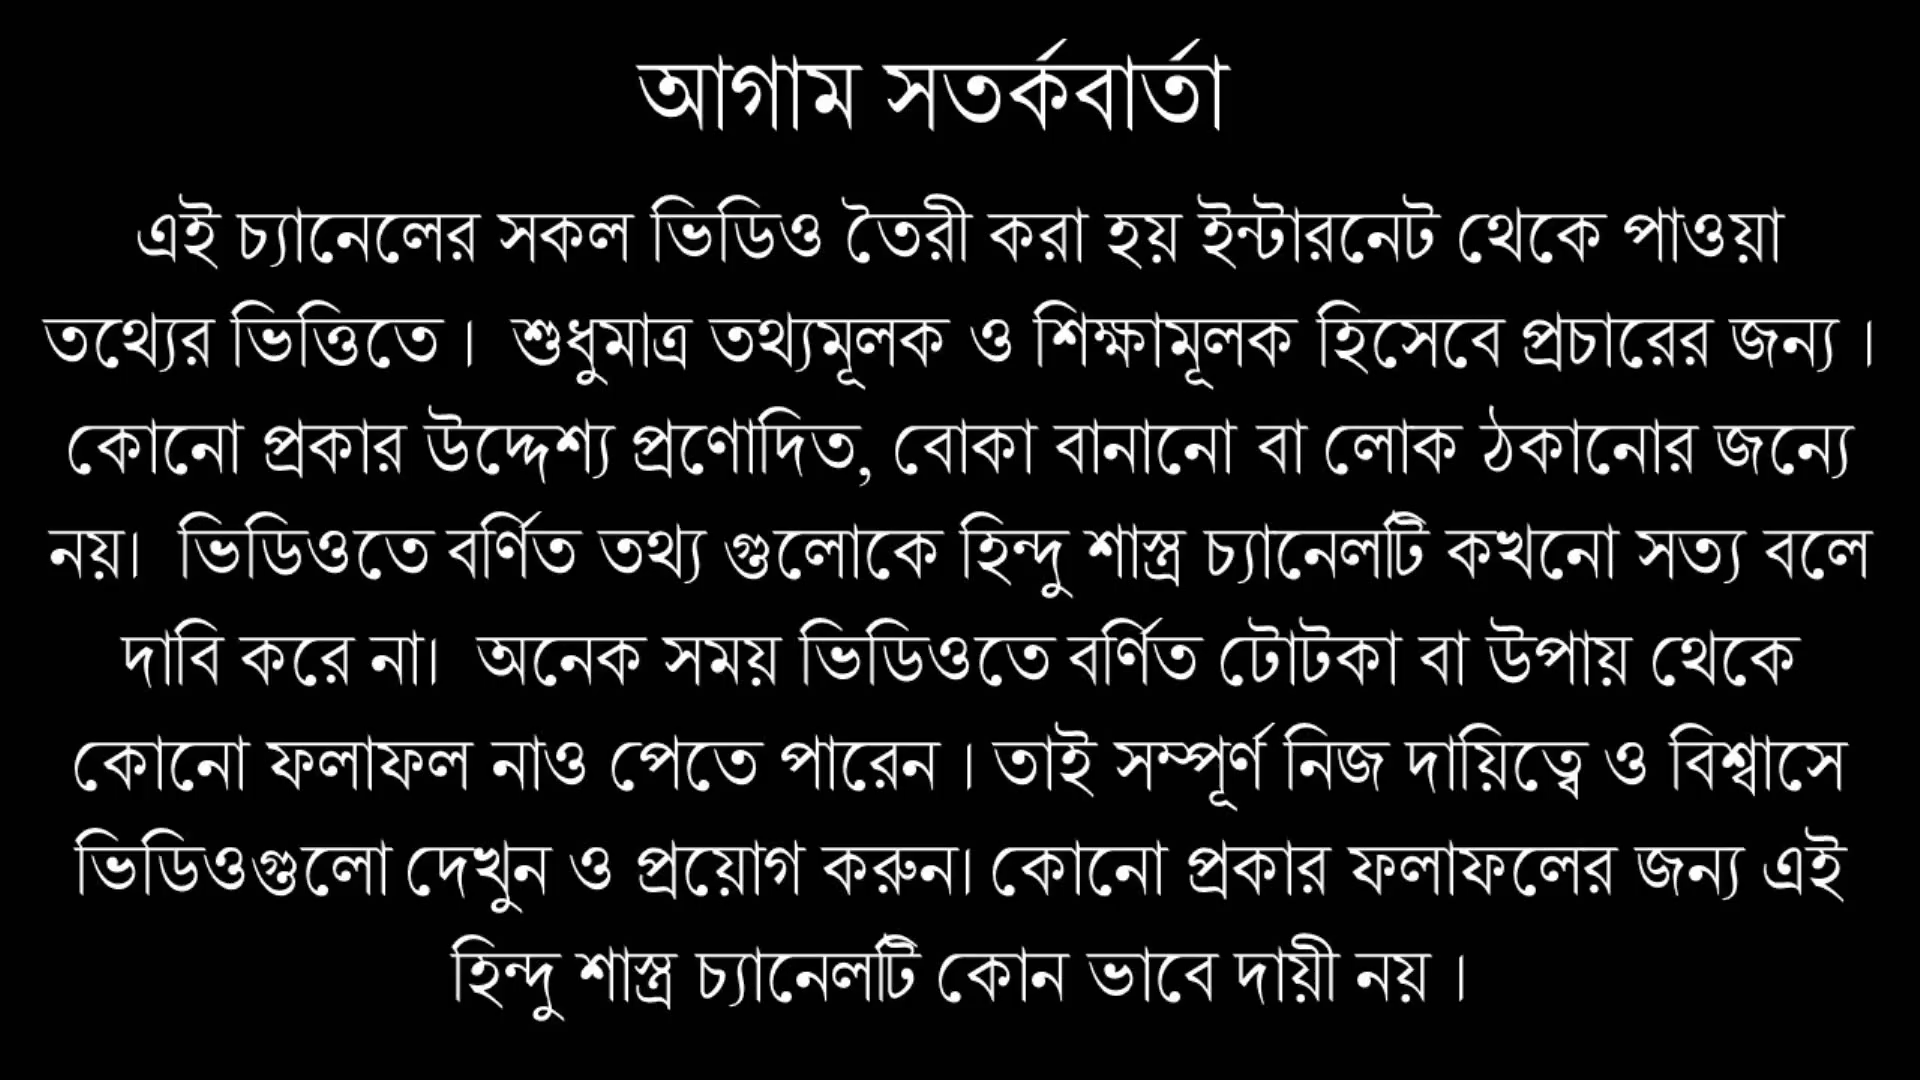 আগাম সতর্কবার্তা
এই চ্যানেলের সকল ভিডিও তৈরী করা হয় ইন্টারনেট থেকে পাওয়া
তথ্যের ভিত্তিতে ।  শুধুমাত্র তথ্যমূলক ও শিক্ষামূলক হিসেবে প্রচারের জন্য ।
কোনো প্রকার উদ্দেশ্য প্রণোদিত, বোকা বানানো বা লোক ঠকানোর জন্যে
নয়।  ভিডিওতে বর্ণিত তথ্য গুলোকে হিন্দু শাস্ত্র চ্যানেলটি কখনো সত্য বলে
দাবি করে না।  অনেক সময় ভিডিওতে বর্ণিত টোটকা বা উপায় থেকে
কোনো ফলাফল নাও পেতে পারেন । তাই সম্পূর্ণ নিজ দায়িত্বে ও বিশ্বাসে
ভিডিওগুলো দেখুন ও প্রয়োগ করুন। কোনো প্রকার ফলাফলের জন্য এই
হিন্দু শাস্ত্র চ্যানেলটি কোন ভাবে দায়ী নয় ।